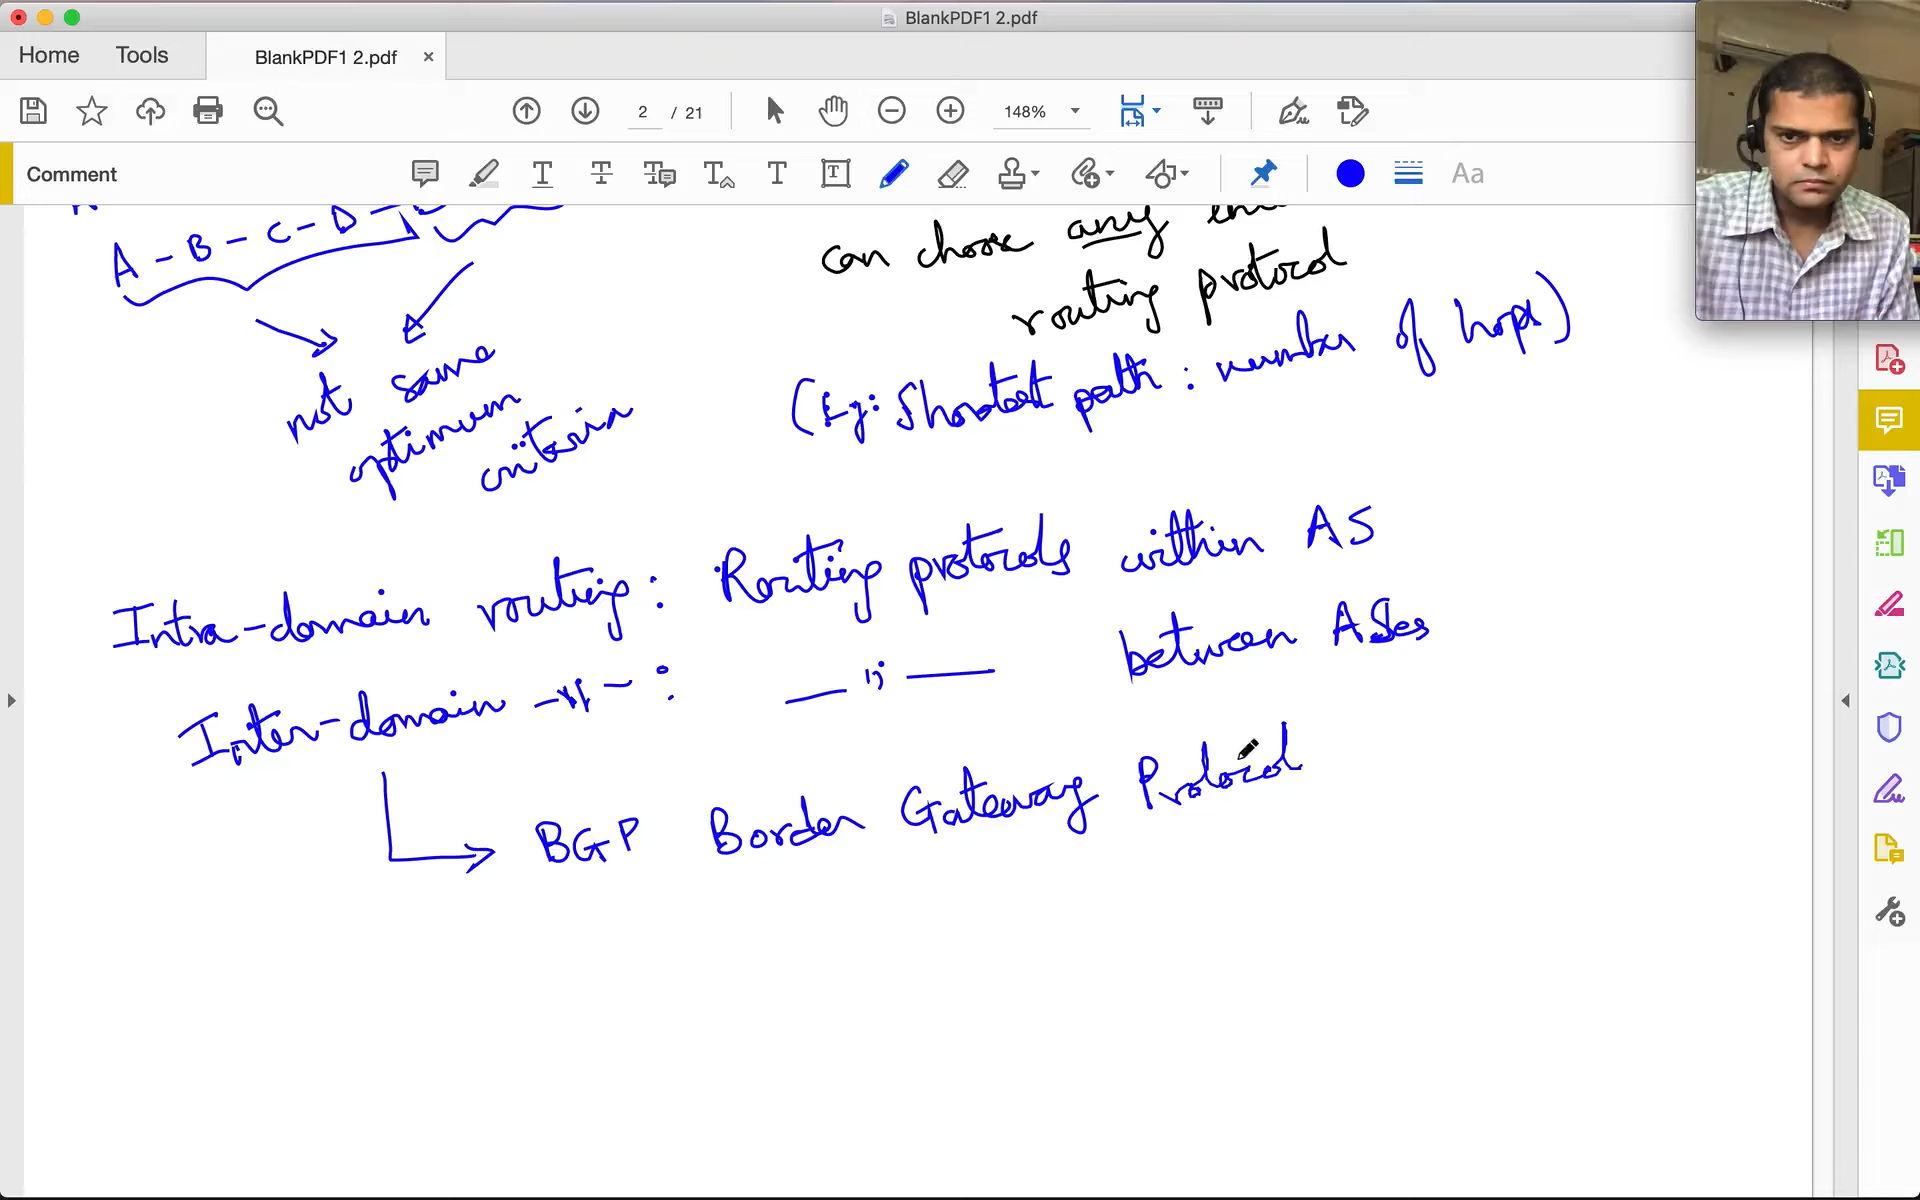 BlankPDF1 2.pdf
Home Tools BlankPDF1 2.pdf ×
2 / 21 148%
Comment Aa
A - B - C - D -
can choose any
routing protocol
(Eg: Shortest path : number of hops)
not same
optimum
criteria
Intra-domain routing : Routing protocols within AS
Inter-domain —"— : —"— between ASes
BGP Border Gateway Protocol